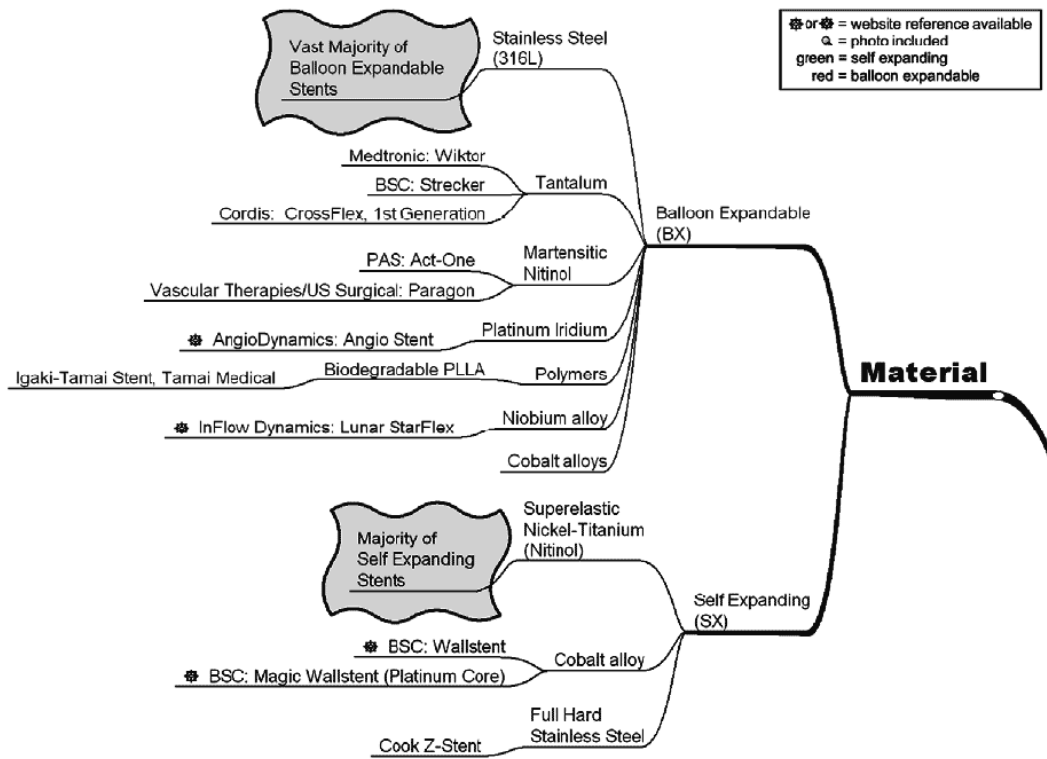 Vast Majority of
Balloon Expandable
Stents
Stainless Steel
(316L)
☸ or ☸ = website reference available
= photo included
green = self expanding
red = balloon expandable
Medtronic: Wiktor
BSC: Strecker
Cordis: CrossFlex, 1st Generation
Tantalum
Balloon Expandable
(BX)
PAS: Act-One
Vascular Therapies/US Surgical: Paragon
Martensitic
Nitinol
AngioDynamics: Angio Stent
Platinum Iridium
Igaki-Tamai Stent, Tamai Medical
Biodegradable PLLA
Polymers
Material
InFlow Dynamics: Lunar StarFlex
Niobium alloy
Cobalt alloys
Majority of
Self Expanding
Stents
Superelastic
Nickel-Titanium
(Nitinol)
Self Expanding
(SX)
BSC: Wallstent
BSC: Magic Wallstent (Platinum Core)
Cobalt alloy
Cook Z-Stent
Full Hard
Stainless Steel